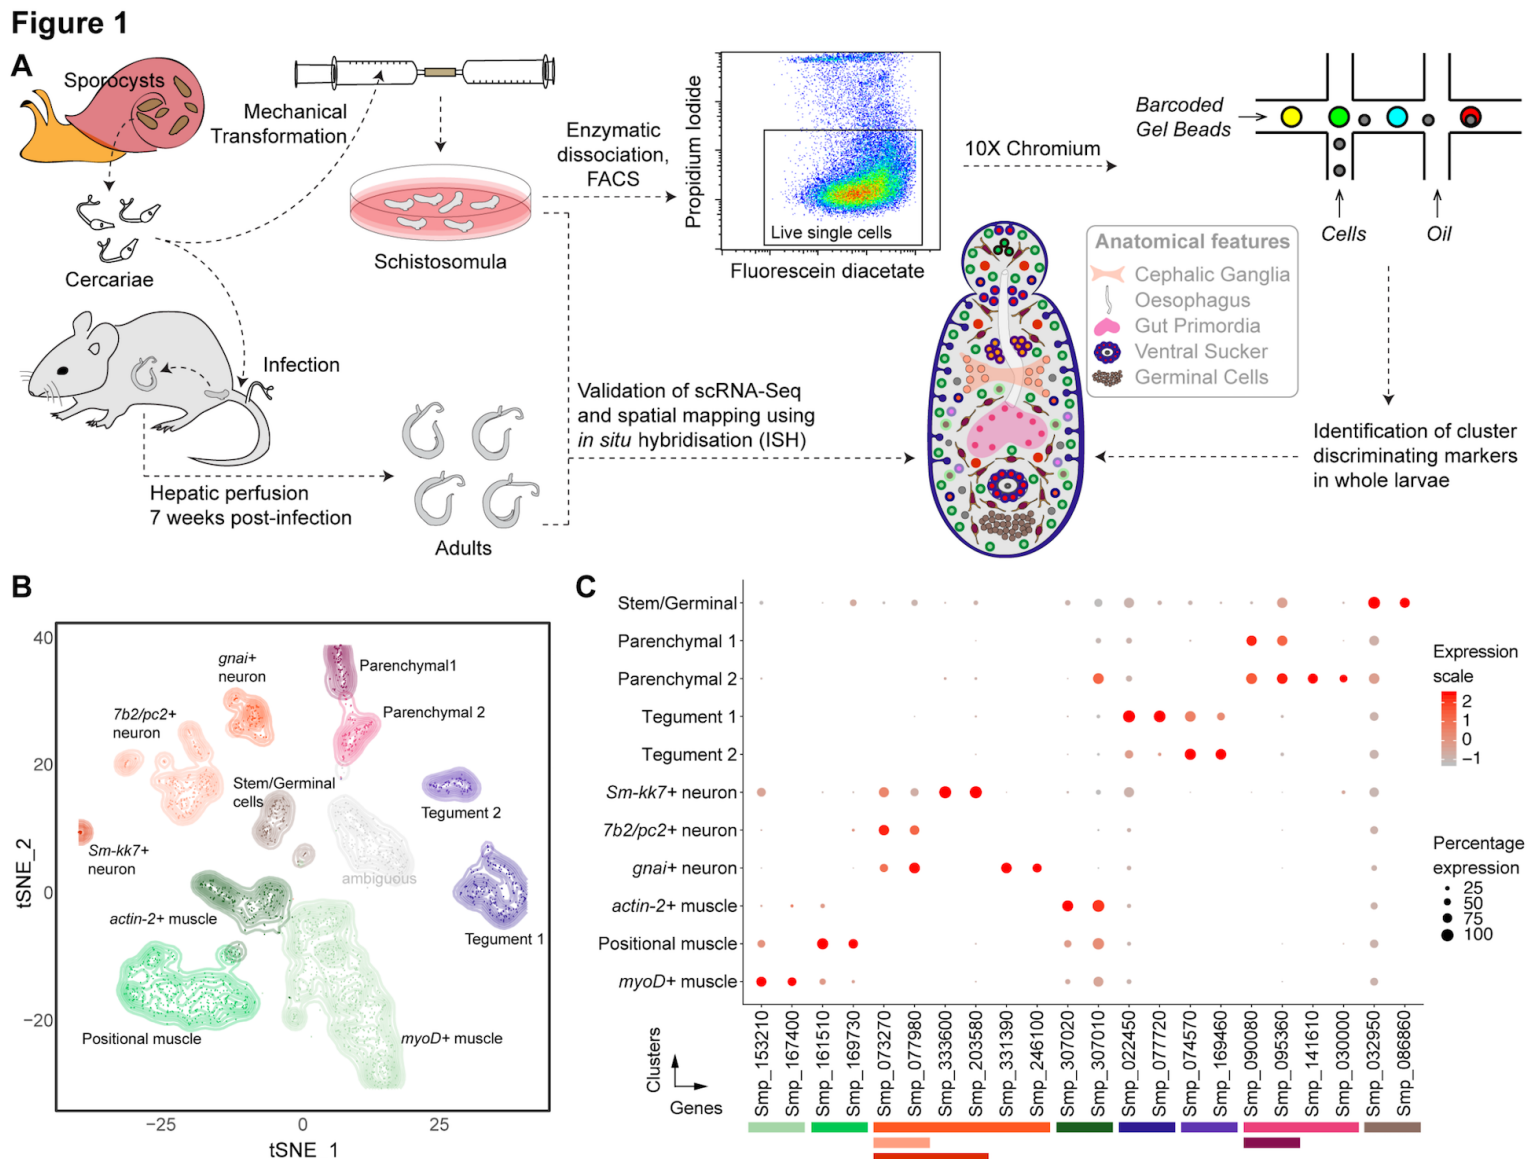 Figure 1
A
Sporocysts
Mechanical
Transformation
Cercariae
Schistosomula
Enzymatic
dissociation,
FACS
Propidium Iodide
Live single cells
Fluorescein diacetate
10X Chromium
Barcoded
Gel Beads
Cells
Oil
Anatomical features
Cephalic Ganglia
Oesophagus
Gut Primordia
Ventral Sucker
Germinal Cells
Infection
Hepatic perfusion
7 weeks post-infection
Adults
Validation of scRNA-Seq
and spatial mapping using
in situ hybridisation (ISH)
Identification of cluster
discriminating markers
in whole larvae
B
40
20
0
−20
tSNE_2
−25
0
25
tSNE_1
gnai+
neuron
Parenchymal1
7b2/pc2+
neuron
Parenchymal 2
Stem/Germinal
cells
Tegument 2
Sm-kk7+
neuron
ambiguous
actin-2+ muscle
Tegument 1
Positional muscle
myoD+ muscle
C
Stem/Germinal
Parenchymal 1
Parenchymal 2
Tegument 1
Tegument 2
Sm-kk7+ neuron
7b2/pc2+ neuron
gnai+ neuron
actin-2+ muscle
Positional muscle
myoD+ muscle
Clusters
Genes
Smp_153210
Smp_167400
Smp_161510
Smp_169730
Smp_073270
Smp_077980
Smp_333600
Smp_203580
Smp_331390
Smp_246100
Smp_307020
Smp_307010
Smp_022450
Smp_077720
Smp_074570
Smp_169460
Smp_090080
Smp_095360
Smp_141610
Smp_030000
Smp_032950
Smp_086860
Expression
scale
2
1
0
−1
Percentage
expression
25
50
75
100